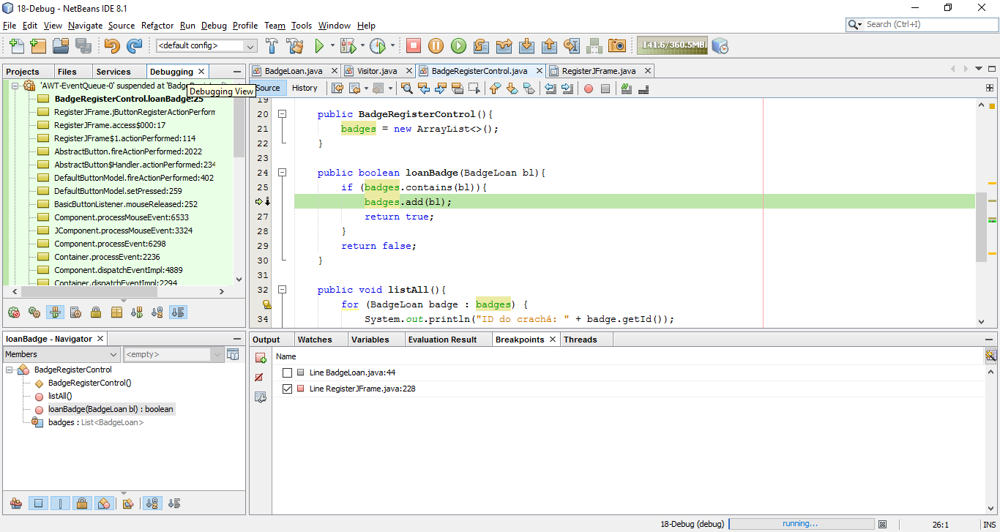 18-Debug - NetBeans IDE 8.1
File Edit View Navigate Source Refactor Run Debug Profile Team Tools Window Help
Search (Ctrl+I)
<default config>
141.6/360.5MB
Projects Files Services Debugging
'AWT-EventQueue-0' suspended at
Debugging View
BadgeRegisterControl.loanBadge:25
RegisterJFrame.jButtonRegisterActionPerform
RegisterJFrame.access$000:17
RegisterJFrame$1.actionPerformed:114
AbstractButton.fireActionPerformed:2022
AbstractButton$Handler.actionPerformed:234
DefaultButtonModel.fireActionPerformed:402
DefaultButtonModel.setPressed:259
BasicButtonListener.mouseReleased:252
Component.processMouseEvent:6533
JComponent.processMouseEvent:3324
Component.processEvent:6298
Container.processEvent:2236
Component.dispatchEventImpl:4889
Container.dispatchEventImpl:2294
BadgeLoan.java Visitor.java BadgeRegisterControl.java RegisterJFrame.java
Source History
19
20 public BadgeRegisterControl(){
21 badges = new ArrayList<>();
22 }
23
24 public boolean loanBadge(BadgeLoan bl){
25 if (badges.contains(bl)){
badges.add(bl);
27 return true;
28 }
29 return false;
30 }
31
32 public void listAll(){
for (BadgeLoan badge : badges) {
34 System.out.println("ID do crachá: " + badge.getId());
loanBadge - Navigator
Members <empty>
BadgeRegisterControl
BadgeRegisterControl()
listAll()
loanBadge(BadgeLoan bl) : boolean
badges : List<BadgeLoan>
Output Watches Variables Evaluation Result Breakpoints Threads
Name
Line BadgeLoan.java:44
Line RegisterJFrame.java:228
18-Debug (debug) running... 26:1 INS